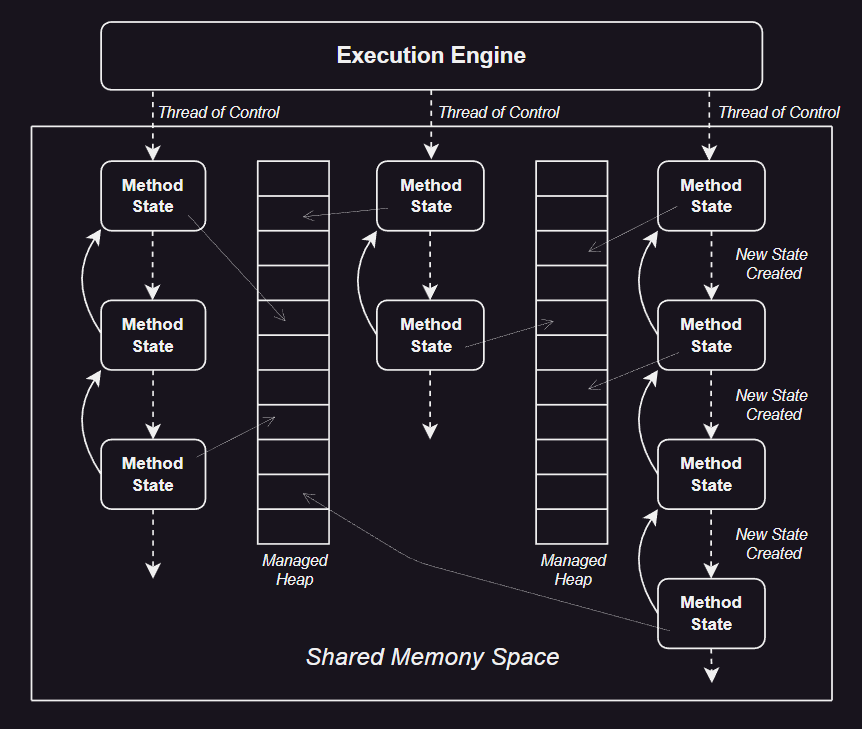 Execution Engine
Thread of Control
Thread of Control
Thread of Control
Method
State
Method
State
Method
State
New State
Created
Method
State
Method
State
Method
State
New State
Created
Method
State
Method
State
New State
Created
Managed
Heap
Managed
Heap
Method
State
Shared Memony Space